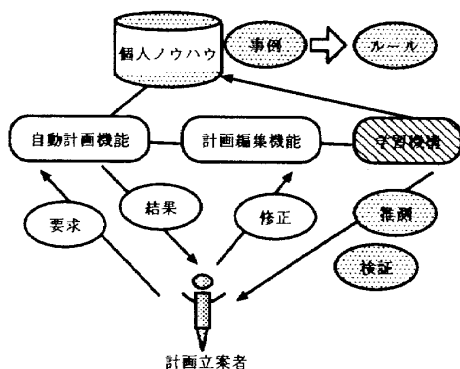 個人ノウハウ
事例
ルール
自動計画機能
計画編集機能
学習機構
要求
結果
修正
推測
検証
計画立案者